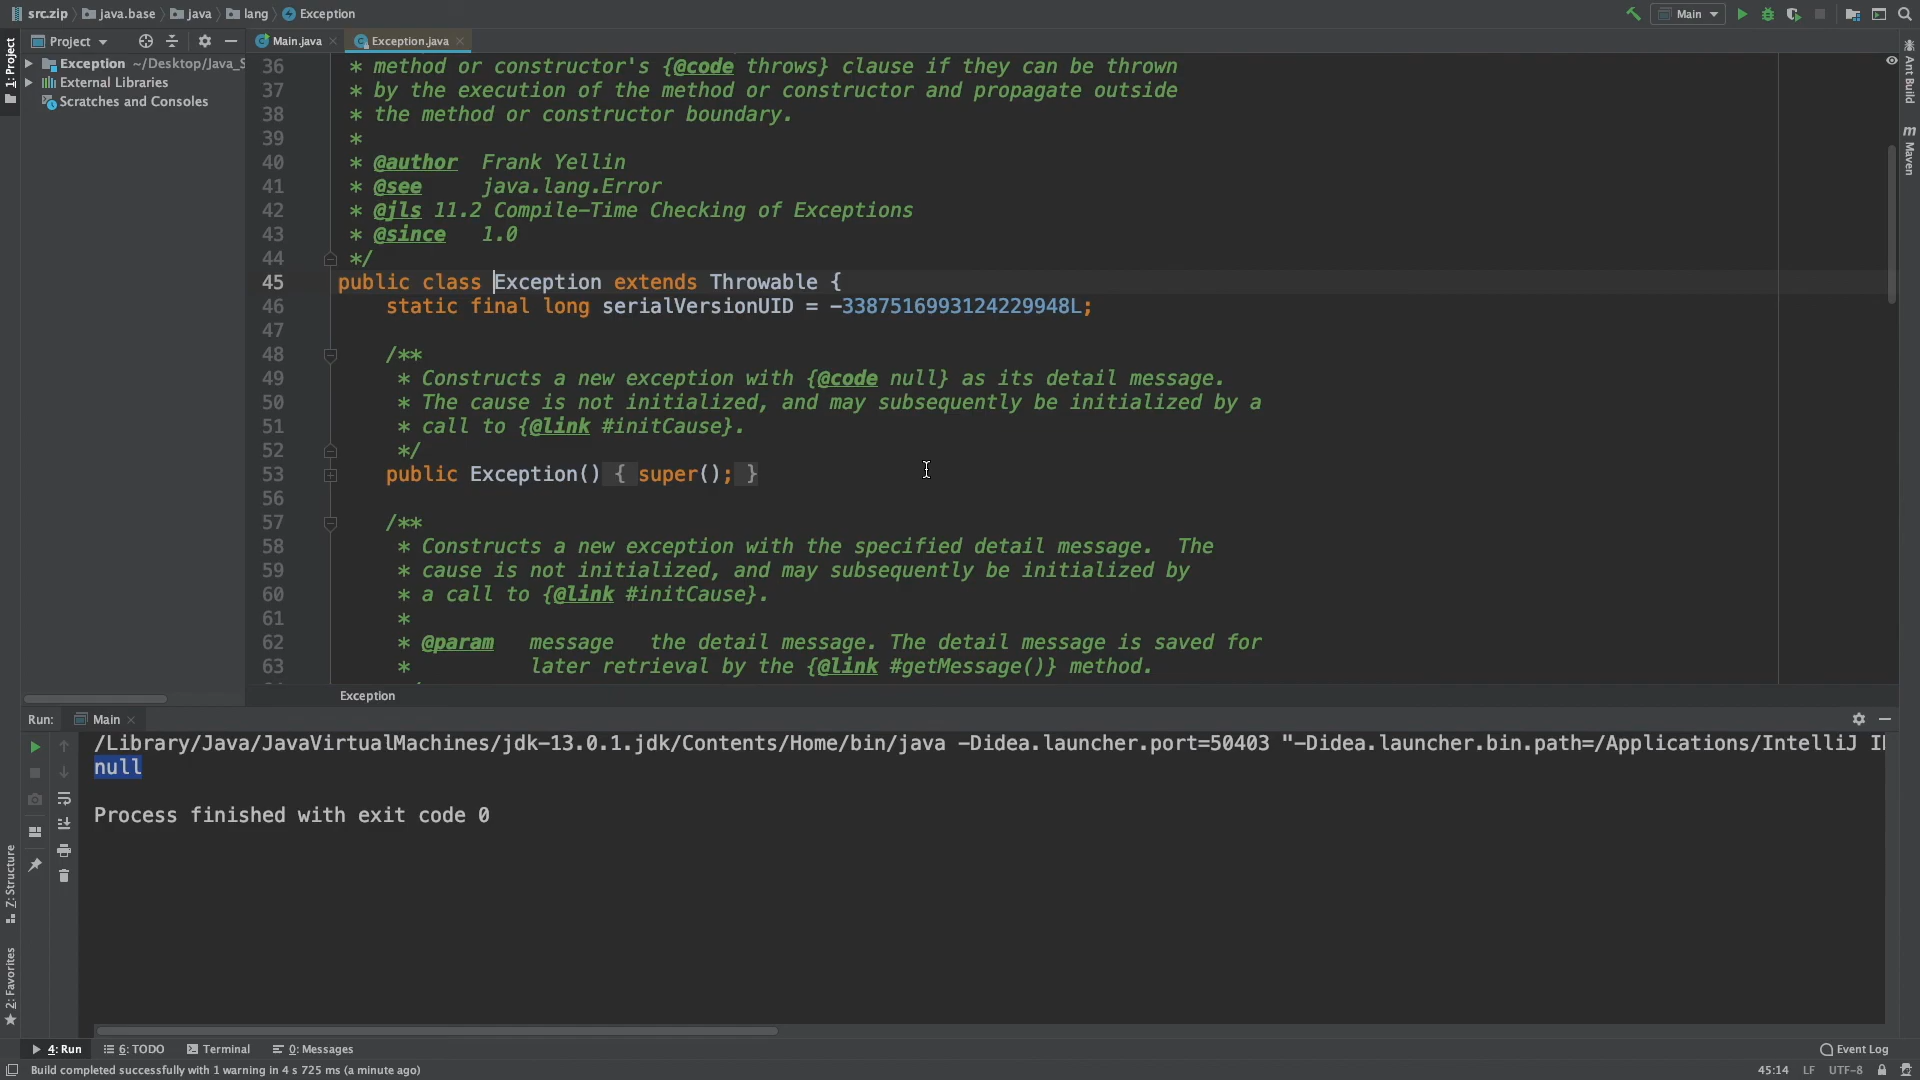 src.zip java.base java lang Exception Main
Project Main.java Exception.java
1: Project
Exception ~/Desktop/Java_S
External Libraries
Scratches and Consoles
36 * method or constructor's {@code throws} clause if they can be thrown
37 * by the execution of the method or constructor and propagate outside
38 * the method or constructor boundary.
39 *
40 * @author  Frank Yellin
41 * @see     java.lang.Error
42 * @jls 11.2 Compile-Time Checking of Exceptions
43 * @since   1.0
44 */
45 public class Exception extends Throwable {
46 static final long serialVersionUID = -3387516993124229948L;
47
48 /**
49 * Constructs a new exception with {@code null} as its detail message.
50 * The cause is not initialized, and may subsequently be initialized by a
51 * call to {@link #initCause}.
52 */
53 public Exception() { super(); }
56
57 /**
58 * Constructs a new exception with the specified detail message.  The
59 * cause is not initialized, and may subsequently be initialized by
60 * a call to {@link #initCause}.
61 *
62 * @param   message   the detail message. The detail message is saved for
63 *          later retrieval by the {@link #getMessage()} method.
Exception
Ant Build
Maven
Run: Main
/Library/Java/JavaVirtualMachines/jdk-13.0.1.jdk/Contents/Home/bin/java -Didea.launcher.port=50403 "-Didea.launcher.bin.path=/Applications/IntelliJ
null
Process finished with exit code 0
Z: Structure
2: Favorites
4: Run 6: TODO Terminal 0: Messages Event Log
Build completed successfully with 1 warning in 4 s 725 ms (a minute ago) 45:14 LF UTF-8